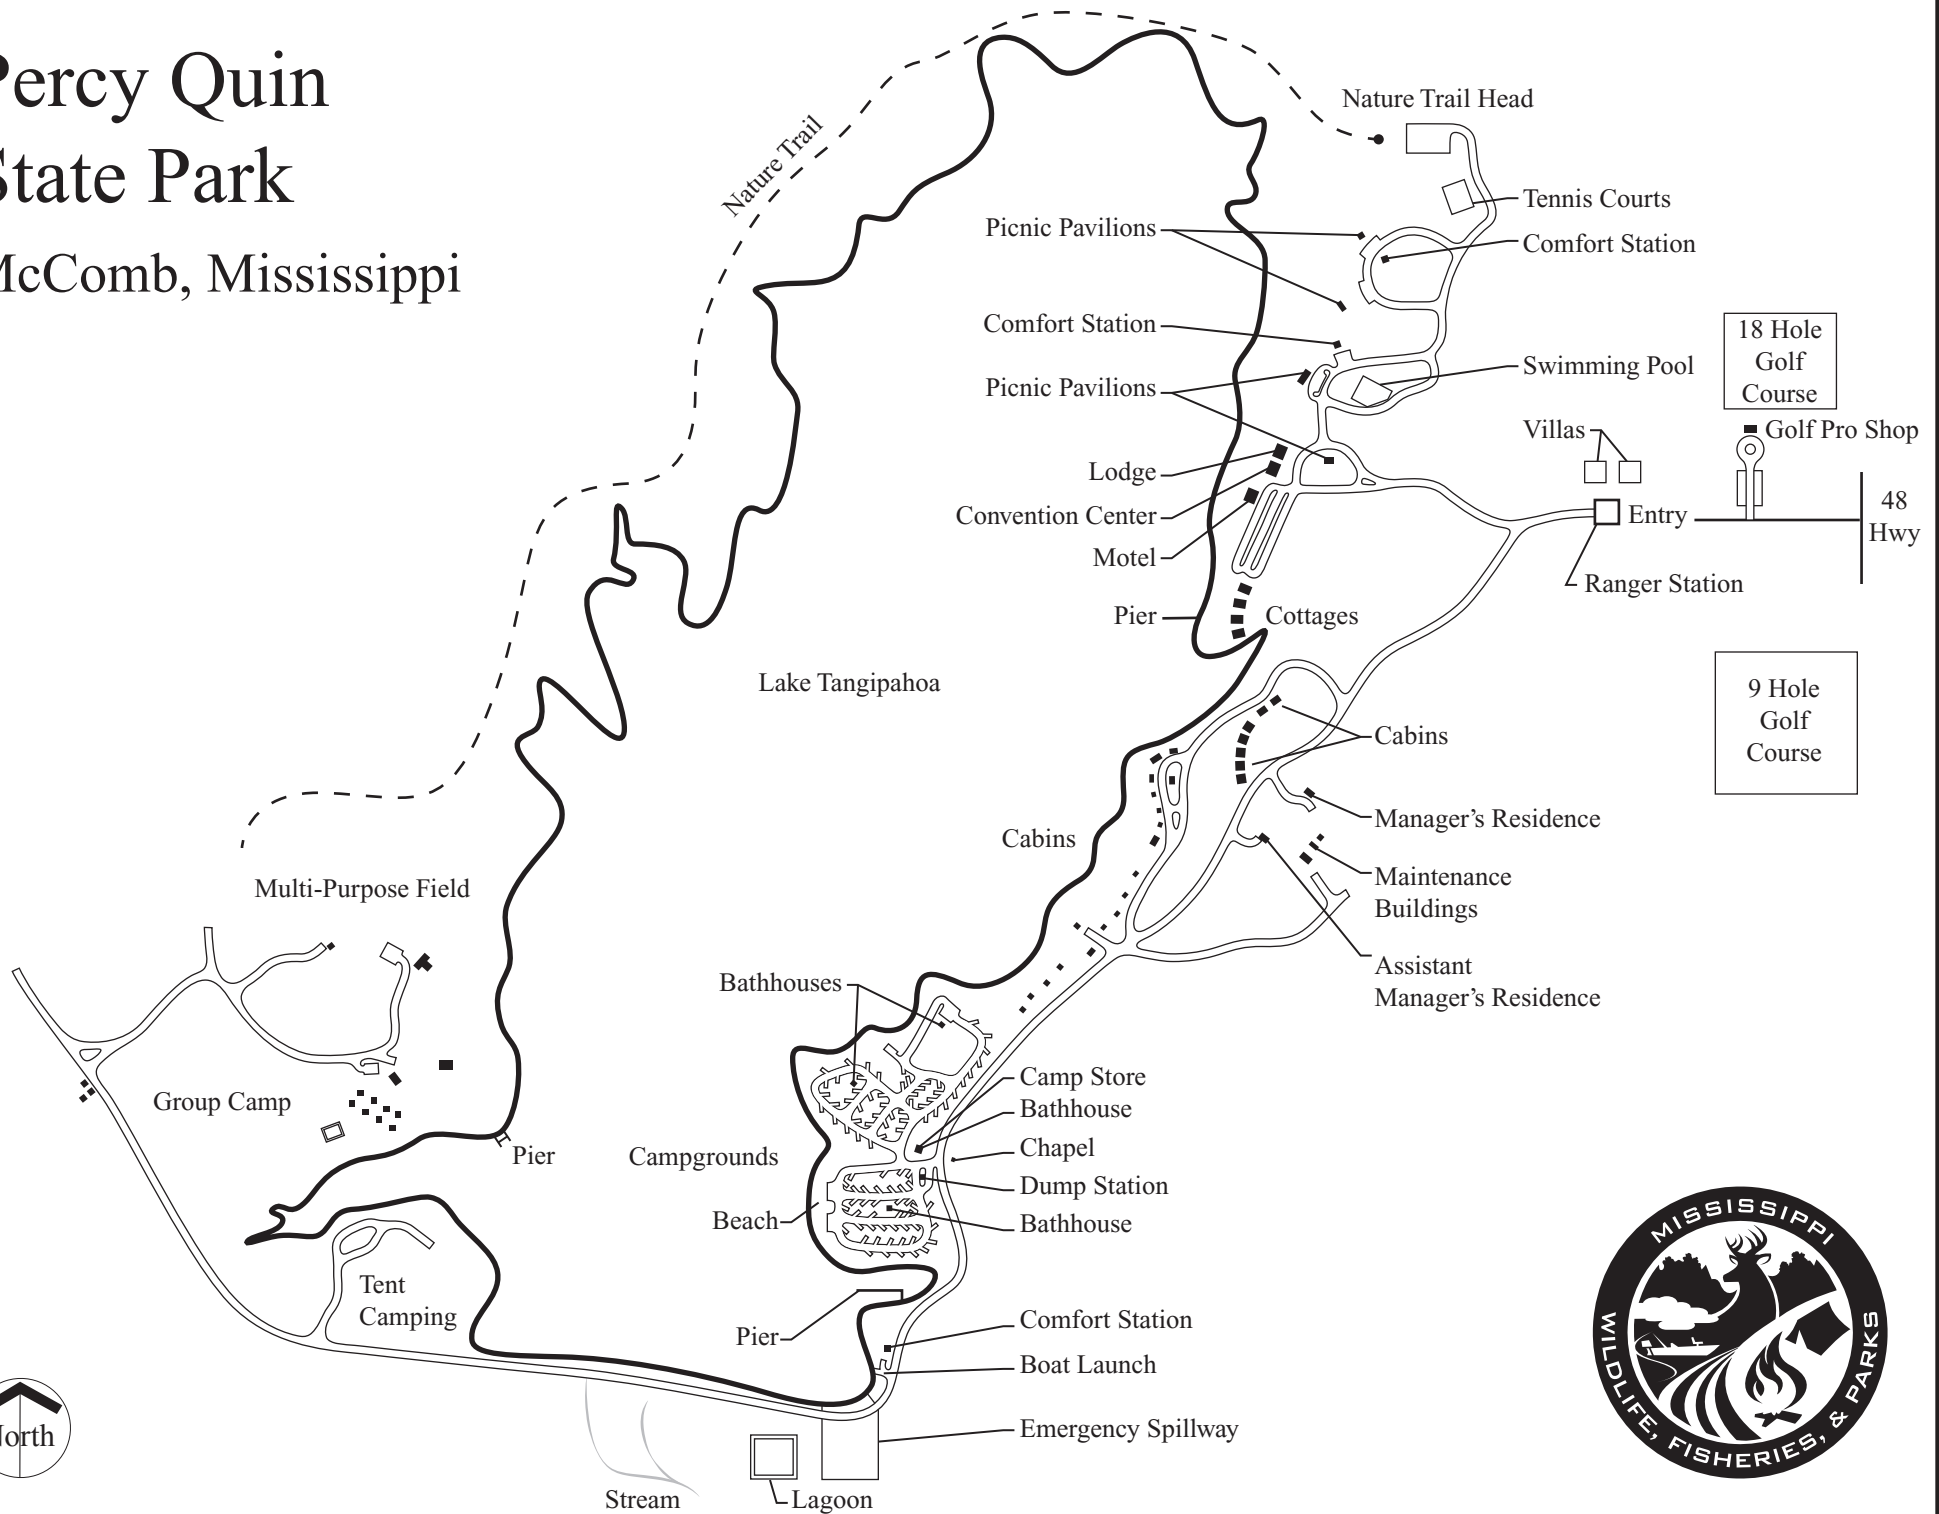 Percy Quin
State Park
McComb, Mississippi
Nature Trail
Nature Trail Head
Tennis Courts
Picnic Pavilions
Comfort Station
Comfort Station
Swimming Pool
Picnic Pavilions
18 Hole
Golf
Course
Villas
Golf Pro Shop
Lodge
Convention Center
Motel
Entry
48
Hwy
Ranger Station
Pier
Cottages
Lake Tangipahoa
9 Hole
Golf
Course
Cabins
Manager's Residence
Cabins
Maintenance
Buildings
Multi-Purpose Field
Assistant
Manager's Residence
Bathhouses
Group Camp
Camp Store
Bathhouse
Pier
Campgrounds
Chapel
Dump Station
Beach
Bathhouse
Tent
Camping
Pier
Comfort Station
Boat Launch
Emergency Spillway
North
Stream
Lagoon
MISSISSIPPI
WILDLIFE, FISHERIES, & PARKS